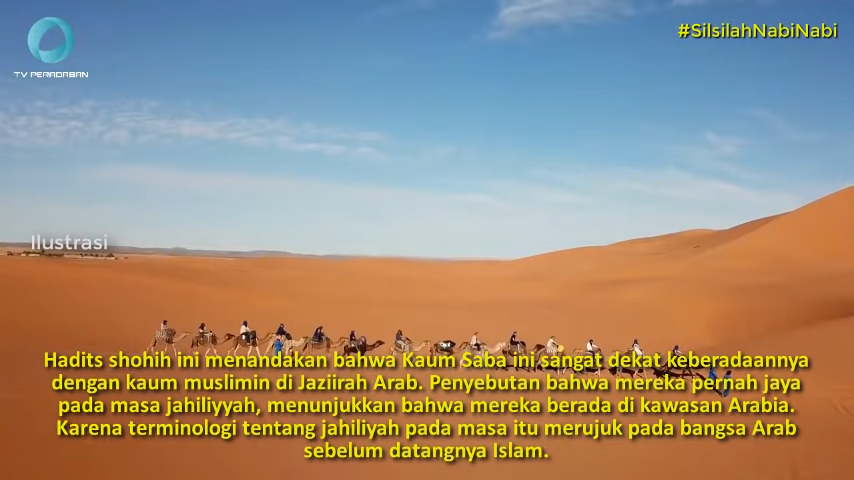 #SilsilahNabiNabi
TV PERADABAN
Ilustrasi
Hadits shohih ini menandakan bahwa Kaum Saba ini sangat dekat keberadaannya
dengan kaum muslimin di Jaziirah Arab. Penyebutan bahwa mereka pernah jaya
pada masa jahiliyyah, menunjukkan bahwa mereka berada di kawasan Arabia.
Karena terminologi tentang jahiliyah pada masa itu merujuk pada bangsa Arab
sebelum datangnya Islam.